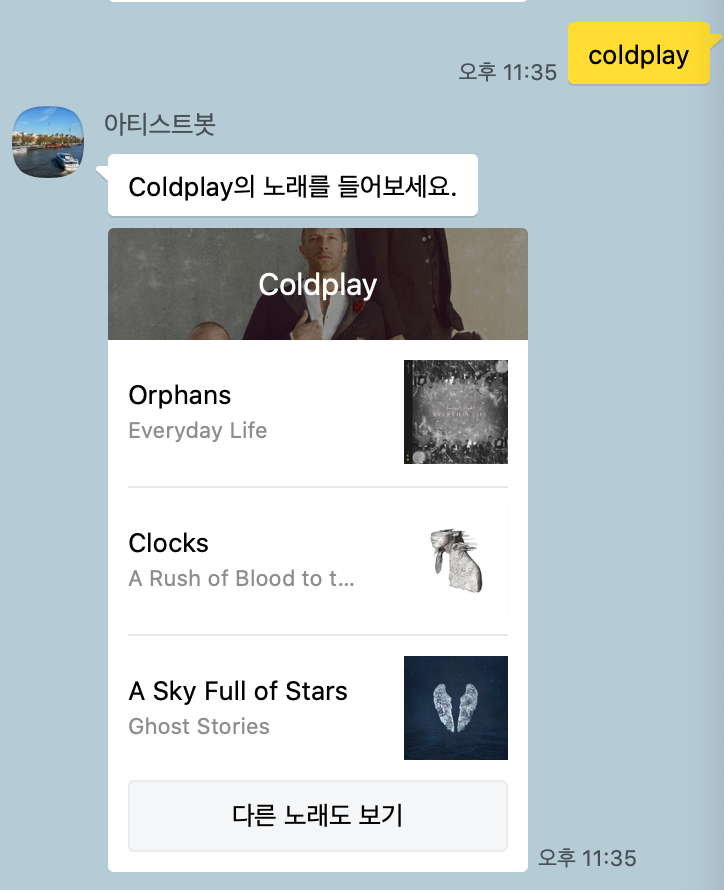 coldplay
오후 11:35
아티스트봇
Coldplay의 노래를 들어보세요.
Coldplay
Orphans
Everyday Life
EVERYDAY LIFE
Clocks
A Rush of Blood to t...
A Sky Full of Stars
Ghost Stories
다른 노래도 보기
오후 11:35